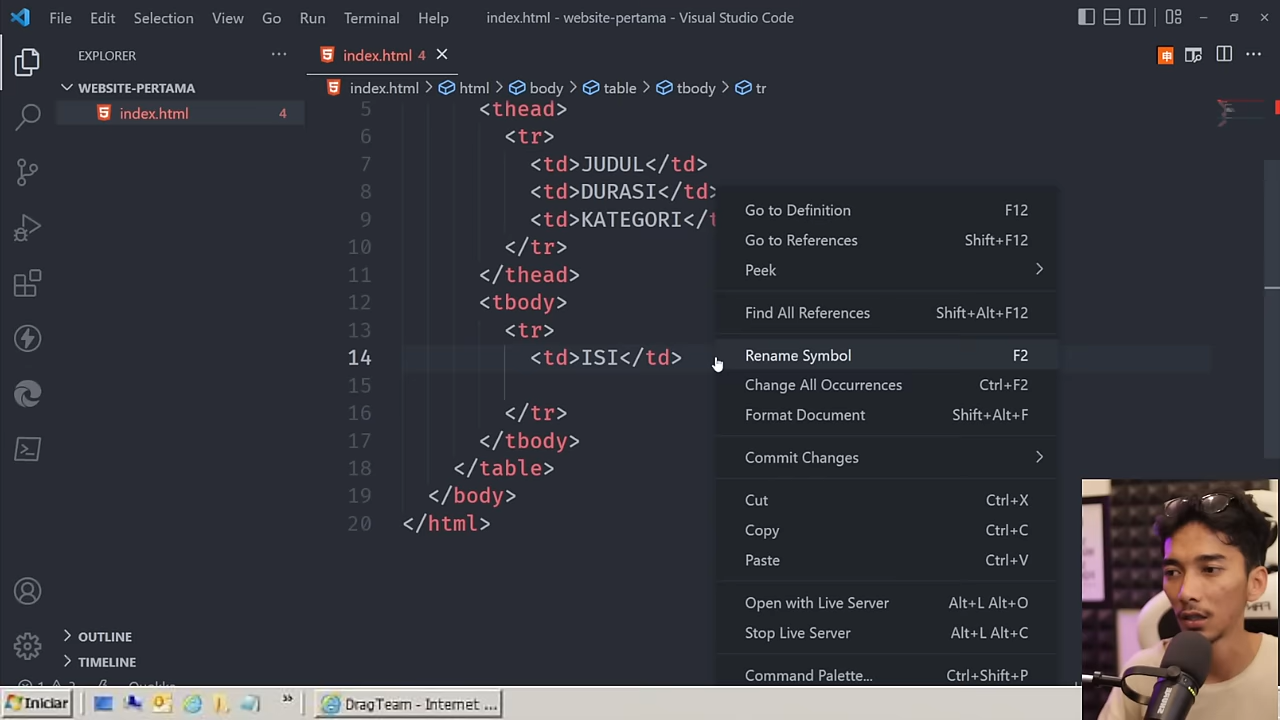 File Edit Selection View Go Run Terminal Help index.html - website-pertama - Visual Studio Code
EXPLORER
index.html 4
WEBSITE-PERTAMA
index.html 4
index.html > html > body > table > tbody > tr
5 <thead>
6 <tr>
7 <td>JUDUL</td>
8 <td>DURASI</td>
9 <td>KATEGORI</t
10 </tr>
11 </thead>
12 <tbody>
13 <tr>
14 <td>ISI</td>
15
16 </tr>
17 </tbody>
18 </table>
19 </body>
20 </html>
Go to Definition F12
Go to References Shift+F12
Peek
Find All References Shift+Alt+F12
Rename Symbol F2
Change All Occurrences Ctrl+F2
Format Document Shift+Alt+F
Commit Changes
Cut Ctrl+X
Copy Ctrl+C
Paste Ctrl+V
Open with Live Server Alt+L Alt+O
Stop Live Server Alt+L Alt+C
Command Palette... Ctrl+Shift+P
OUTLINE
TIMELINE
Iniciar
DragTeam - Internet ...